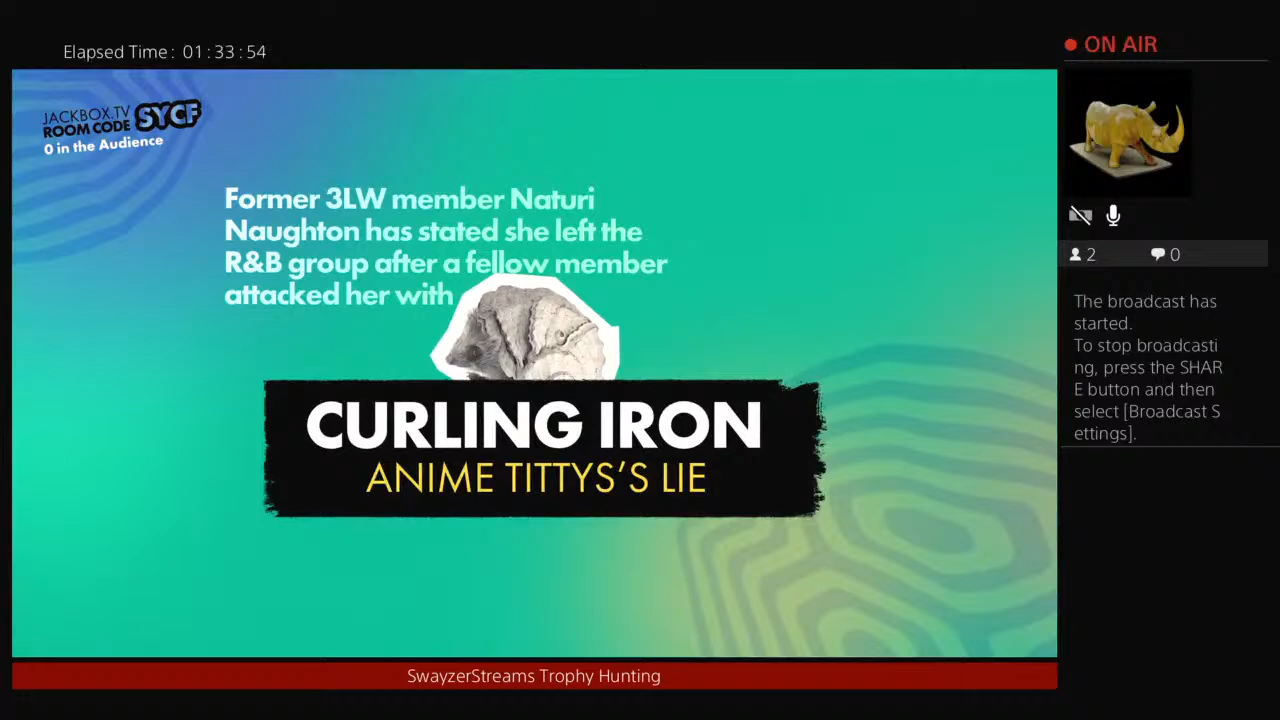 Elapsed Time: 01:33:54
ON AIR
JACKBOX.TV
ROOM CODE SYCF
0 in the Audience
Former 3LW member Naturi
Naughton has stated she left the
R&B group after a fellow member
attacked her with
CURLING IRON
ANIME TITTYS'S LIE
2
0
The broadcast has
started.
To stop broadcasti
ng, press the SHAR
E button and then
select [Broadcast S
ettings].
SwayzerStreams Trophy Hunting